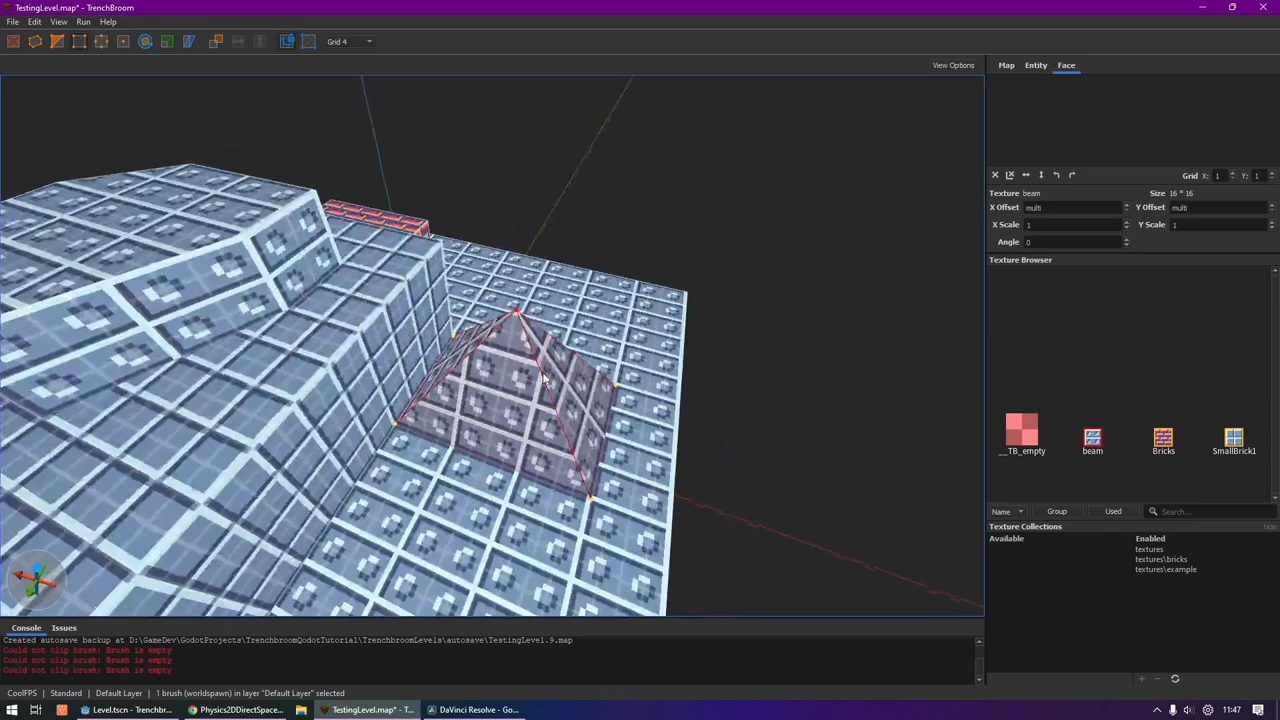 TestingLevel.map* - TrenchBroom
File Edit View Run Help
Grid 4
View Options
Map Entity Face
Grid X: 1 Y: 1
Texture beam Size 16 * 16
X Offset multi Y Offset multi
X Scale 1 Y Scale 1
Angle 0
Texture Browser
__TB_empty beam Bricks SmallBrick1
Name Group Used Search...
Texture Collections hide
Available Enabled
textures
textures\bricks
textures\example
Console Issues
Created autosave backup at D:\GameDev\GodotProjects\TrenchbroomQodotTutorial\TrenchbroomLevels\autosave\TestingLevel.9.map
Could not clip brush: Brush is empty
Could not clip brush: Brush is empty
Could not clip brush: Brush is empty
CoolFPS Standard Default Layer 1 brush (worldspawn) in layer "Default Layer" selected
Level.tscn - Trenchbr... Physics2DDirectSpac... TestingLevel.map* - T... DaVinci Resolve - Go... 11:47